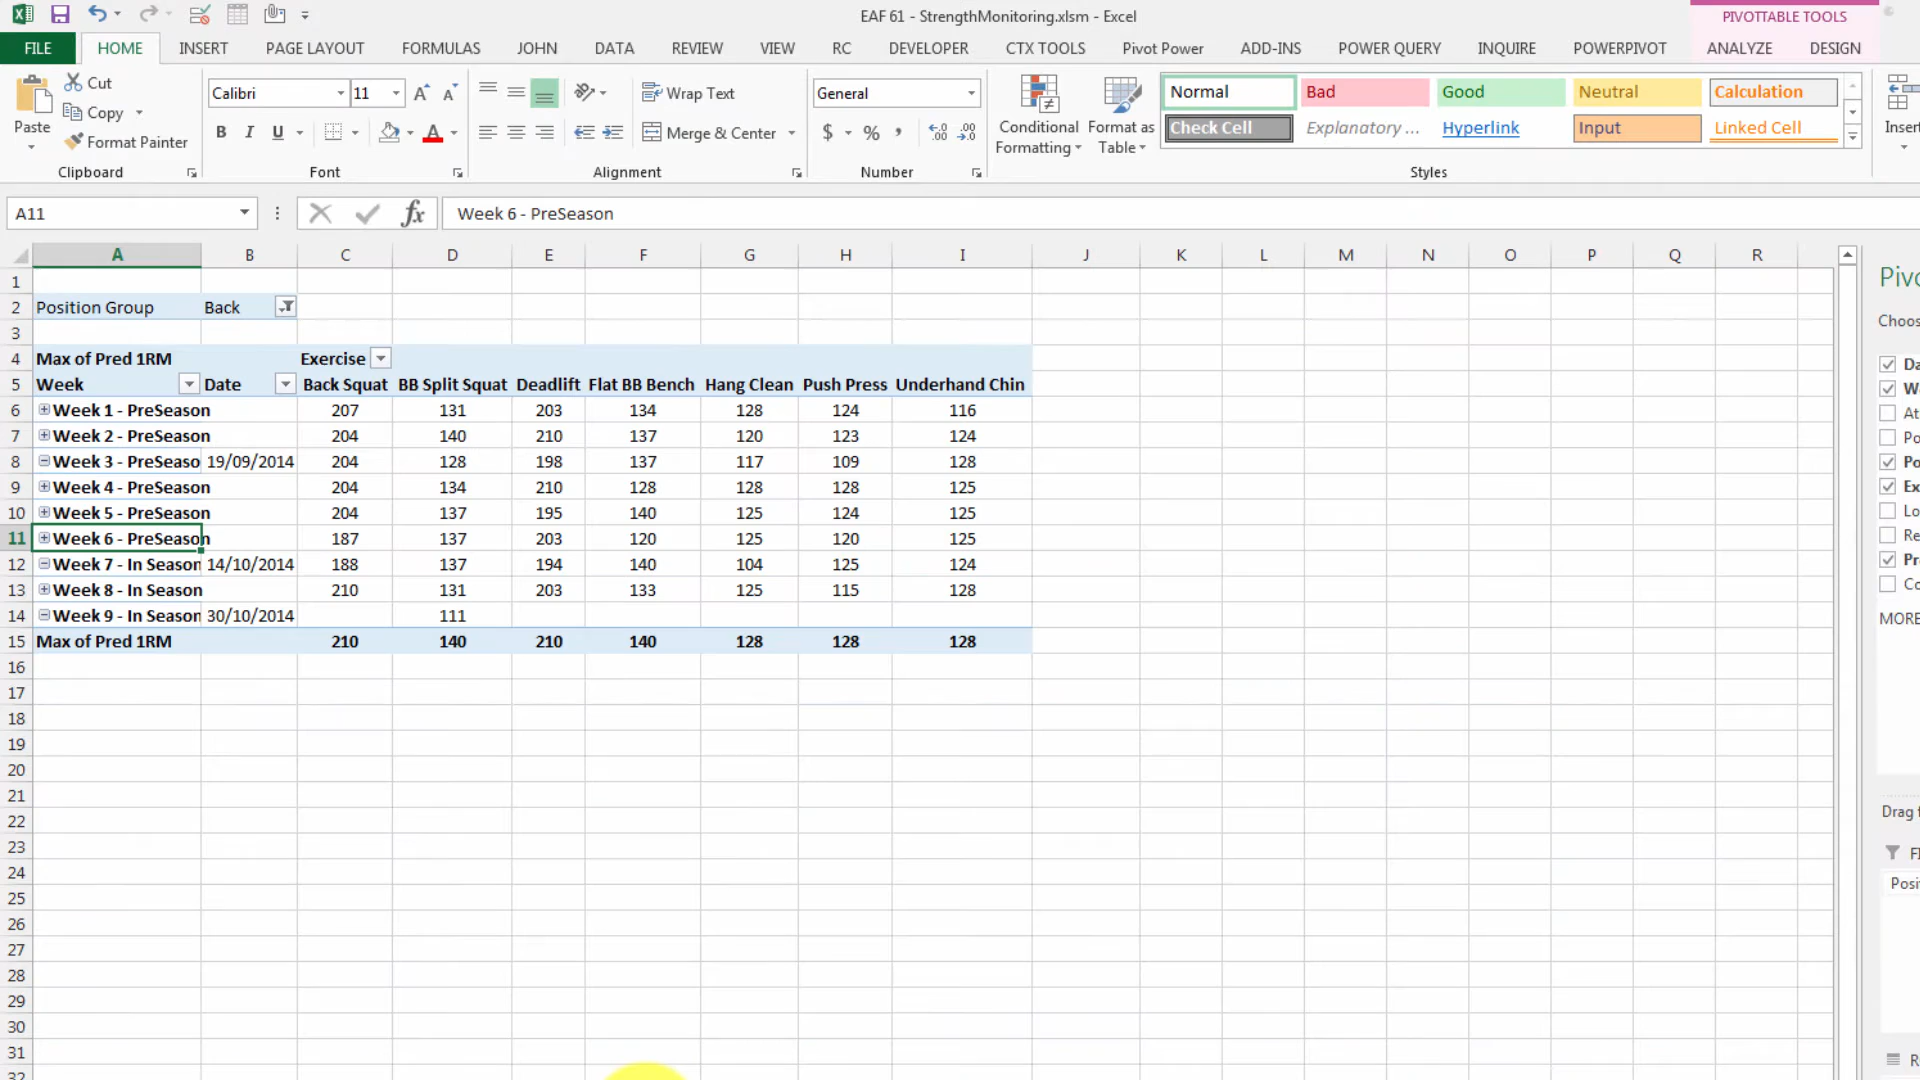 EAF 61 - StrengthMonitoring.xlsm - Excel
PIVOTTABLE TOOLS
FILE HOME INSERT PAGE LAYOUT FORMULAS JOHN DATA REVIEW VIEW RC DEVELOPER CTX TOOLS Pivot Power ADD-INS POWER QUERY INQUIRE POWERPIVOT ANALYZE DESIGN
Paste
Cut
Copy
Format Painter
Clipboard
Calibri 11
B I U
Font
Wrap Text
Merge & Center
Alignment
General
$ % ,
Number
Conditional Formatting
Format as Table
Normal Bad Good Neutral Calculation
Check Cell Explanatory ... Hyperlink Input Linked Cell
Styles
Insert
A11 fx Week 6 - PreSeason
A B C D E F G H I J K L M N O P Q R
1
2 Position Group Back
3
4 Max of Pred 1RM Exercise
5 Week Date Back Squat BB Split Squat Deadlift Flat BB Bench Hang Clean Push Press Underhand Chin
6 Week 1 - PreSeason 207 131 203 134 128 124 116
7 Week 2 - PreSeason 204 140 210 137 120 123 124
8 Week 3 - PreSeaso 19/09/2014 204 128 198 137 117 109 128
9 Week 4 - PreSeason 204 134 210 128 128 128 125
10 Week 5 - PreSeason 204 137 195 140 125 124 125
11 Week 6 - PreSeason 187 137 203 120 125 120 125
12 Week 7 - In Season 14/10/2014 188 137 194 140 104 125 124
13 Week 8 - In Season 210 131 203 133 125 115 128
14 Week 9 - In Season 30/10/2014 111
15 Max of Pred 1RM 210 140 210 140 128 128 128
16
17
18
19
20
21
22
23
24
25
26
27
28
29
30
31
32
Choos
Da
At
Po
Po
Ex
Lo
Re
Pr
Co
MORE
Drag f
FI
Posi
R